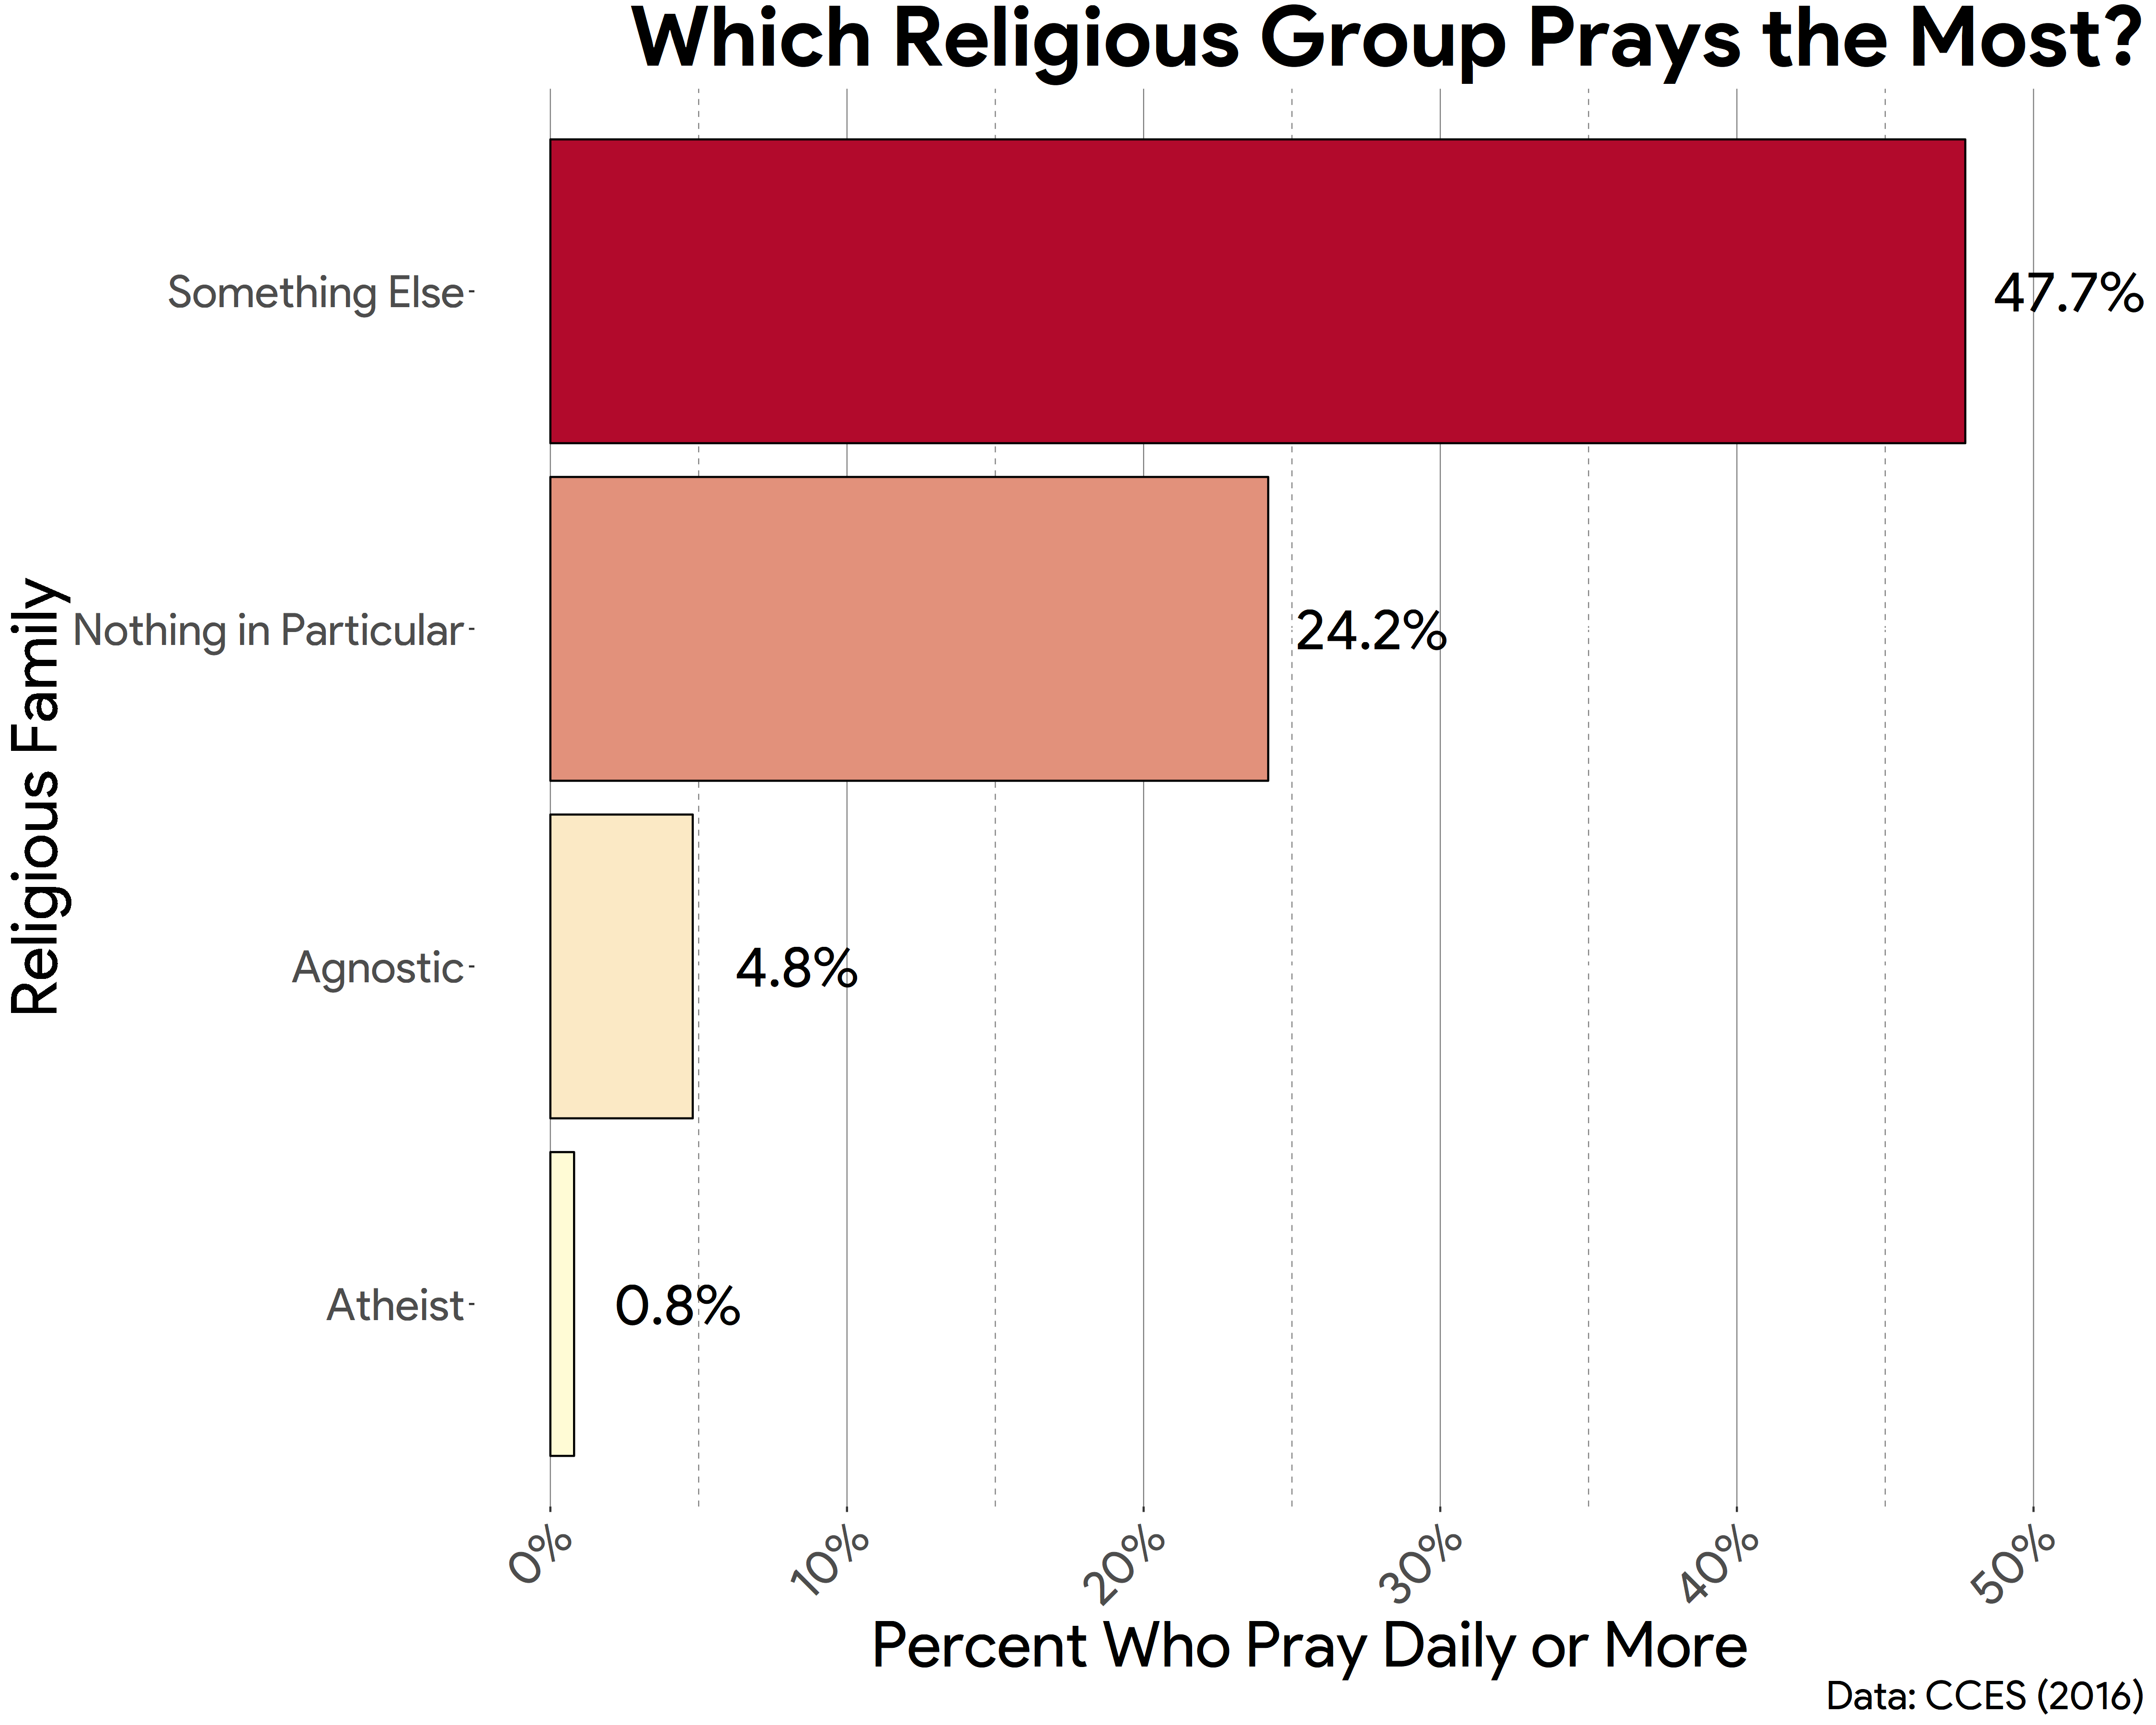 Which Religious Group Prays the Most?
Religious Family
Something Else
47.7%
Nothing in Particular
24.2%
Agnostic
4.8%
Atheist
0.8%
0%
10%
20%
30%
40%
50%
Percent Who Pray Daily or More
Data: CCES (2016)